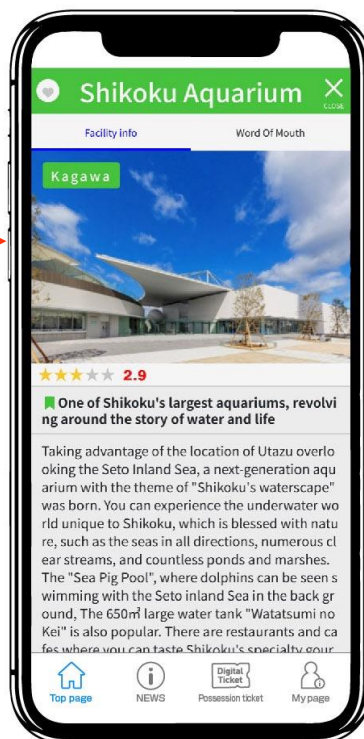 Shikoku Aquarium
CLOSE
Facility info
Word Of Mouth
Kagawa
2.9
One of Shikoku's largest aquariums, revolvi
ng around the story of water and life
Taking advantage of the location of Utazu overlo
oking the Seto Inland Sea, a next-generation aqu
arium with the theme of "Shikoku's waterscape"
was born. You can experience the underwater wo
rld unique to Shikoku, which is blessed with natu
re, such as the seas in all directions, numerous cl
ear streams, and countless ponds and marshes.
The "Sea Pig Pool", where dolphins can be seen s
wimming with the Seto inland Sea in the back gr
ound, The 650㎡ large water tank "Watatsumi no
Kei" is also popular. There are restaurants and ca
fes where you can taste Shikoku's specialty gour
Digital
Ticket
Top page
NEWS
Possession ticket
My page